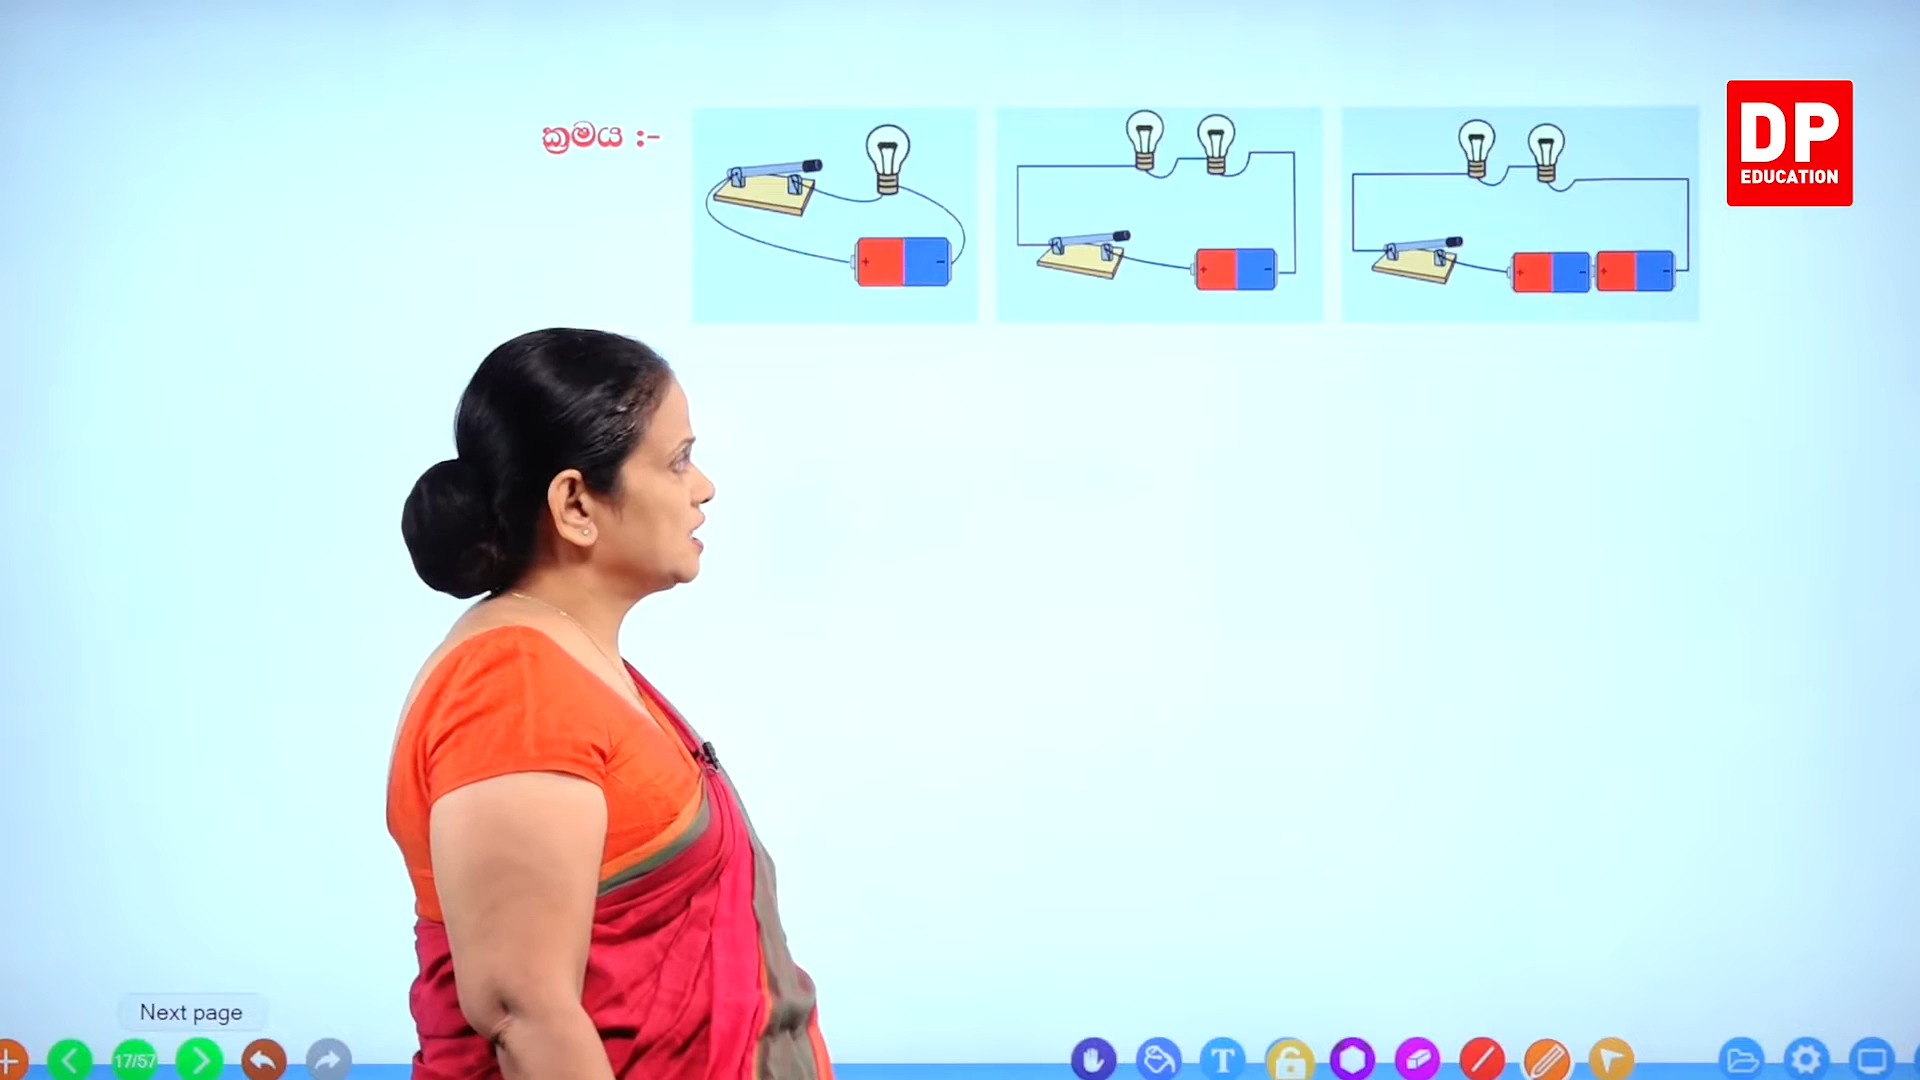 ක්‍රමය :-
DP
EDUCATION
+ -
+ -
+ - + -
Next page
17/57
T